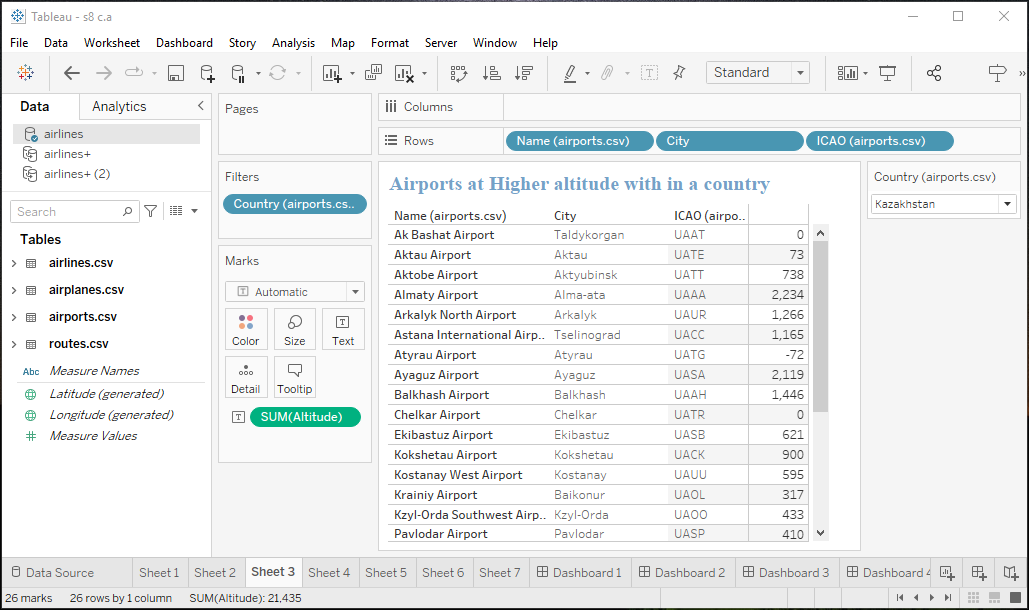 Tableau - s8 c.a
File Data Worksheet Dashboard Story Analysis Map Format Server Window Help
Standard
Data Analytics
airlines
airlines+
airlines+ (2)
Search
Tables
airlines.csv
airplanes.csv
airports.csv
routes.csv
Abc Measure Names
Latitude (generated)
Longitude (generated)
Measure Values
Pages
Filters
Country (airports.cs..
Marks
Automatic
Color Size Text
Detail Tooltip
SUM(Altitude)
Columns
Rows Name (airports.csv) City ICAO (airports.csv)
Airports at Higher altitude with in a country
Name (airports.csv) City ICAO (airpo..
Ak Bashat Airport Taldykorgan UAAT 0
Aktau Airport Aktau UATE 73
Aktobe Airport Aktyubinsk UATT 738
Almaty Airport Alma-ata UAAA 2,234
Arkalyk North Airport Arkalyk UAUR 1,266
Astana International Airp.. Tselinograd UACC 1,165
Atyrau Airport Atyrau UATG -72
Ayaguz Airport Ayaguz UASA 2,119
Balkhash Airport Balkhash UAAH 1,446
Chelkar Airport Chelkar UATR 0
Ekibastuz Airport Ekibastuz UASB 621
Kokshetau Airport Kokshetau UACK 900
Kostanay West Airport Kostanay UAUU 595
Krainiy Airport Baikonur UAOL 317
Kzyl-Orda Southwest Airp.. Kzyl-Orda UAOO 433
Pavlodar Airport Pavlodar UASP 410
Country (airports.csv)
Kazakhstan
Data Source Sheet 1 Sheet 2 Sheet 3 Sheet 4 Sheet 5 Sheet 6 Sheet 7 Dashboard 1 Dashboard 2 Dashboard 3 Dashboard 4
26 marks 26 rows by 1 column SUM(Altitude): 21,435